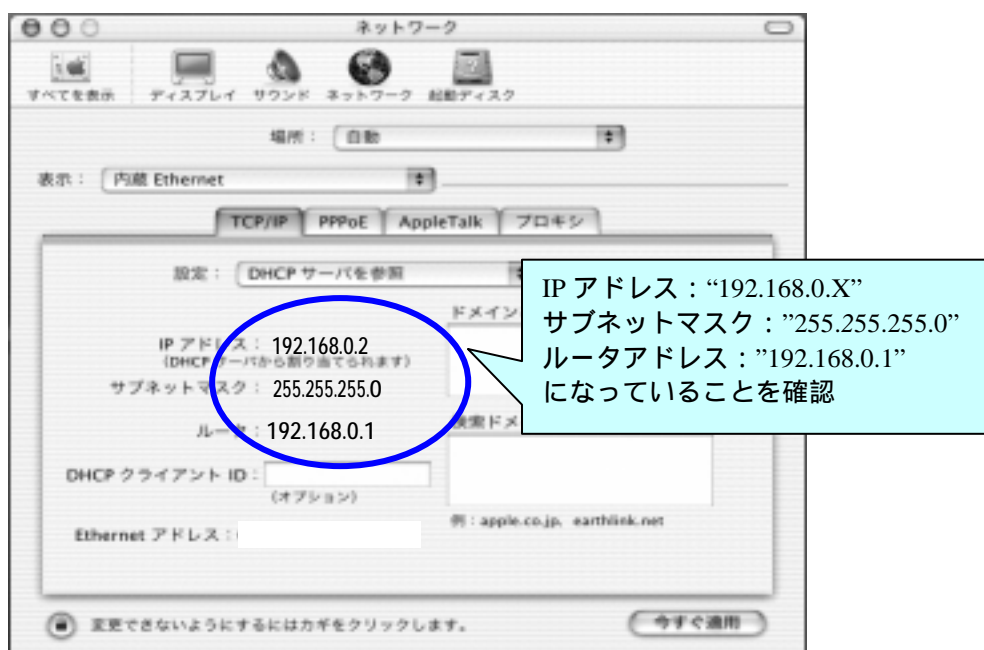 ネットワーク
すべてを表示 ディスプレイ サウンド ネットワーク 起動ディスク
場所： 自動
表示： 内蔵 Ethernet
TCP/IP PPPoE AppleTalk プロキシ
設定： DHCP サーバを参照
IP アドレス： 192.168.0.2
(DHCP サーバから割り当てられます)
サブネットマスク： 255.255.255.0
ルータ：192.168.0.1
DHCP クライアント ID：
(オプション)
Ethernet アドレス：
ドメイン
検索ドメ
例：apple.co.jp、earthlink.net
IP アドレス：“192.168.0.X”
サブネットマスク：”255.255.255.0”
ルータアドレス：”192.168.0.1”
になっていることを確認
変更できないようにするにはカギをクリックします。
今すぐ適用